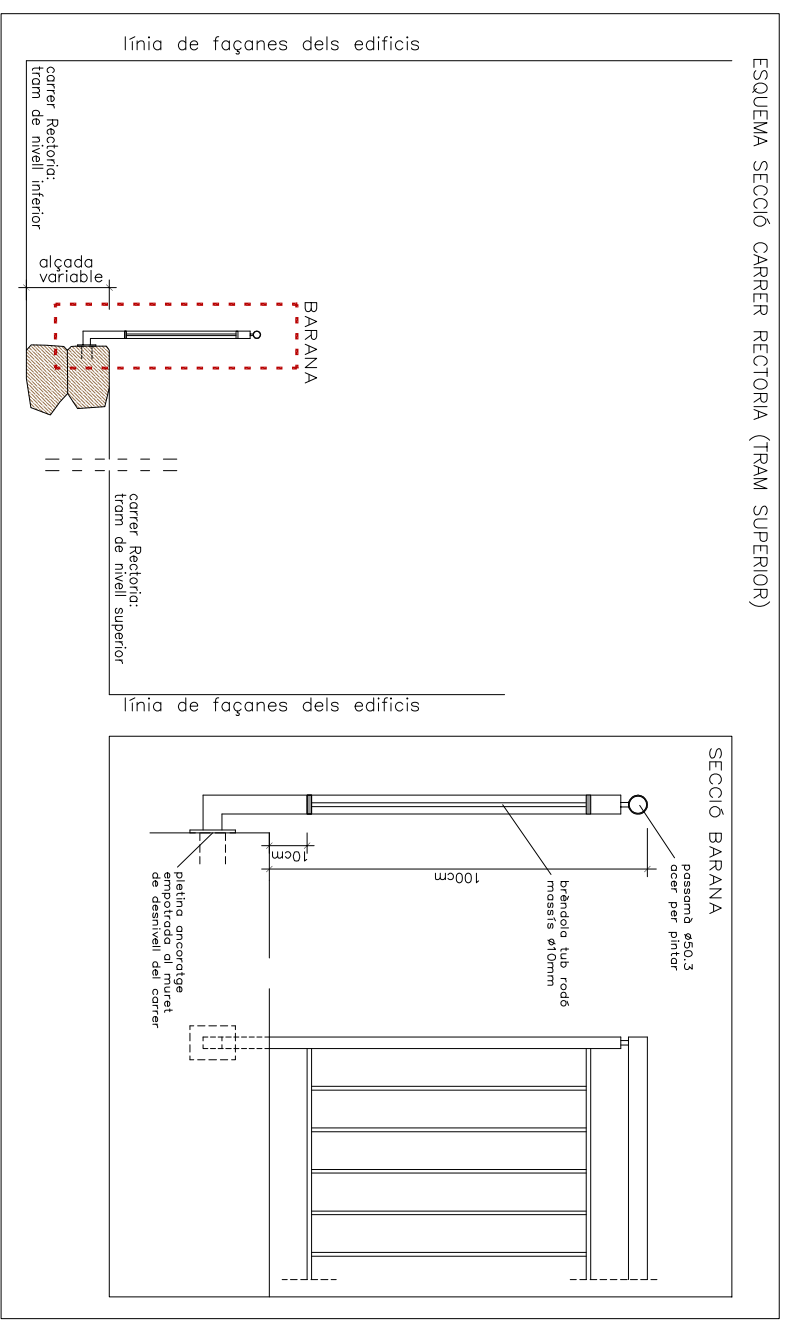 ESQUEMA SECCIÓ CARRER RECTORIA (TRAM SUPERIOR)
línia de façanes dels edificis
carrer Rectoria:
tram de nivell inferior
alçada
variable
BARANA
carrer Rectoria:
tram de nivell superior
línia de façanes dels edificis
SECCIÓ BARANA
passamà ø50.3
acer per pintar
brèndola tub rodó
massís ø10mm
100cm
10cm
pletina ancoratge
empotrada al muret
de desnivell del carrer